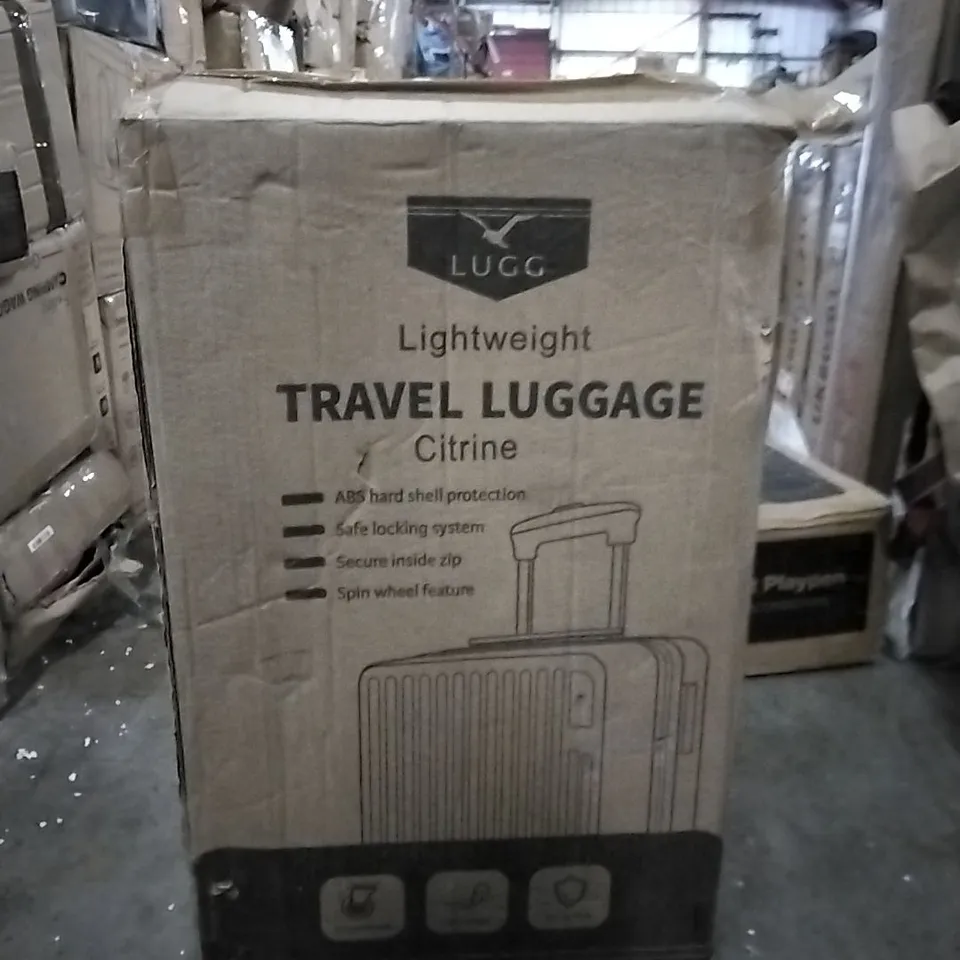 LUGG
Lightweight
TRAVEL LUGGAGE
Citrine
ABS hard shell protection
Safe locking system
Secure inside zip
Spin wheel feature
CAMPING
Playpen